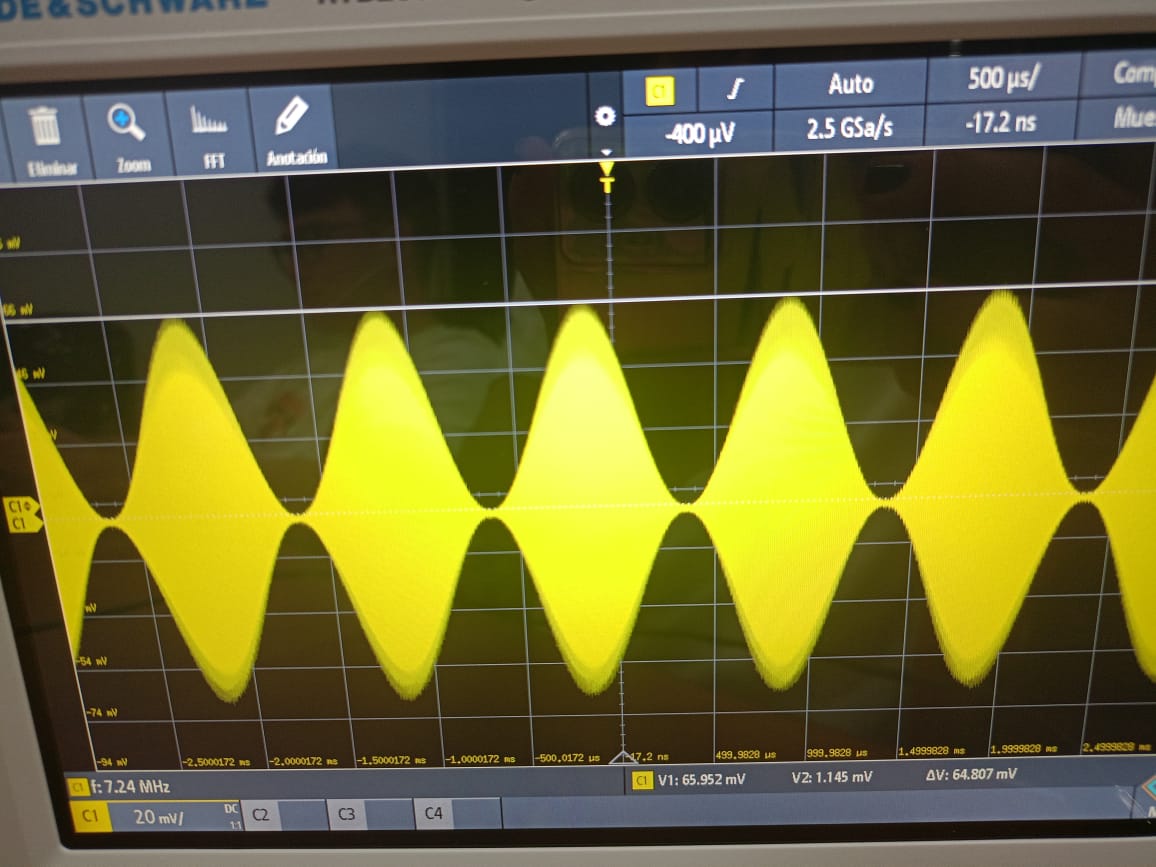 DE&SCHWARZ
Eliminar
Zoom
FFT
Anotación
C1
Auto
500 µs/
-400 µV
2.5 GSa/s
-17.2 ns
T
66 mV
46 mV
C1
C1
-54 mV
-74 mV
-94 mV
-2.5000172 ms
-2.0000172 ms
-1.5000172 ms
-1.0000172 ms
-500.0172 µs
-17.2 ns
499.9828 µs
999.9828 µs
1.4999828 ms
1.9999828 ms
2.4999828 ms
C1 f: 7.24 MHz
C1 V1: 65.952 mV
V2: 1.145 mV
ΔV: 64.807 mV
C1
20 mV/
DC
1:1
C2
C3
C4